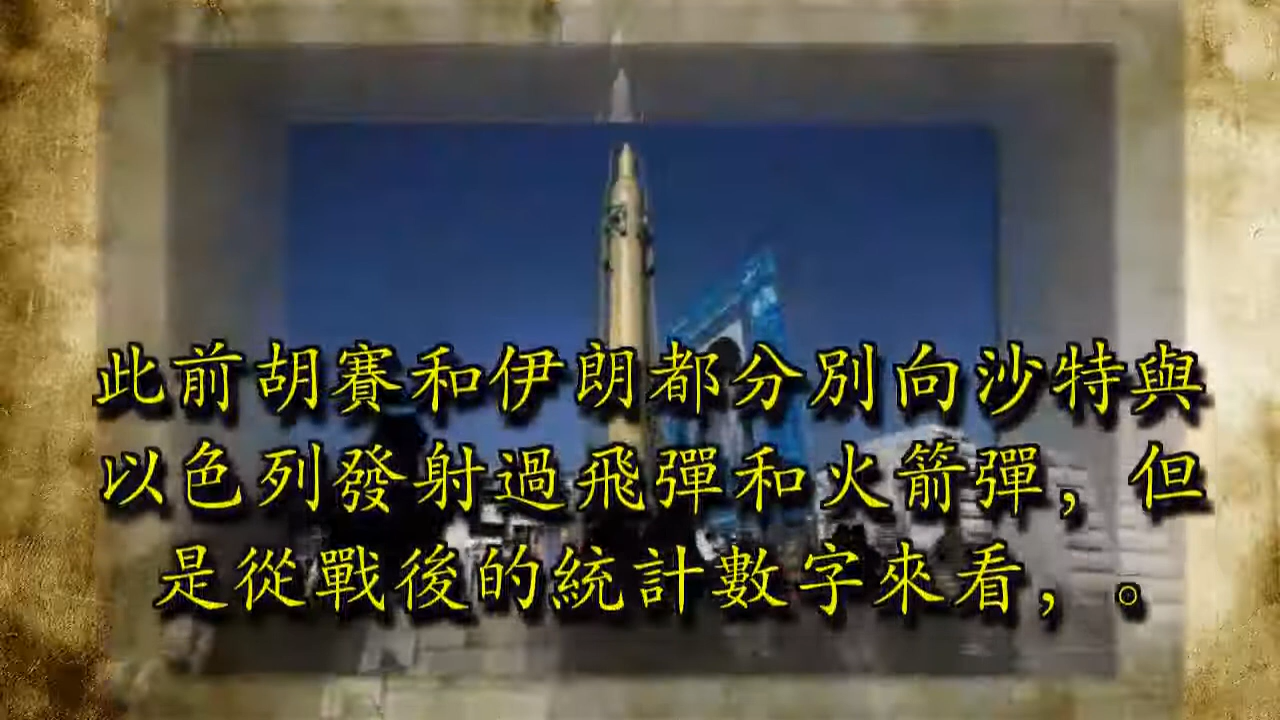 此前胡賽和伊朗都分別向沙特與
以色列發射過飛彈和火箭彈，但
是從戰後的統計數字來看，。